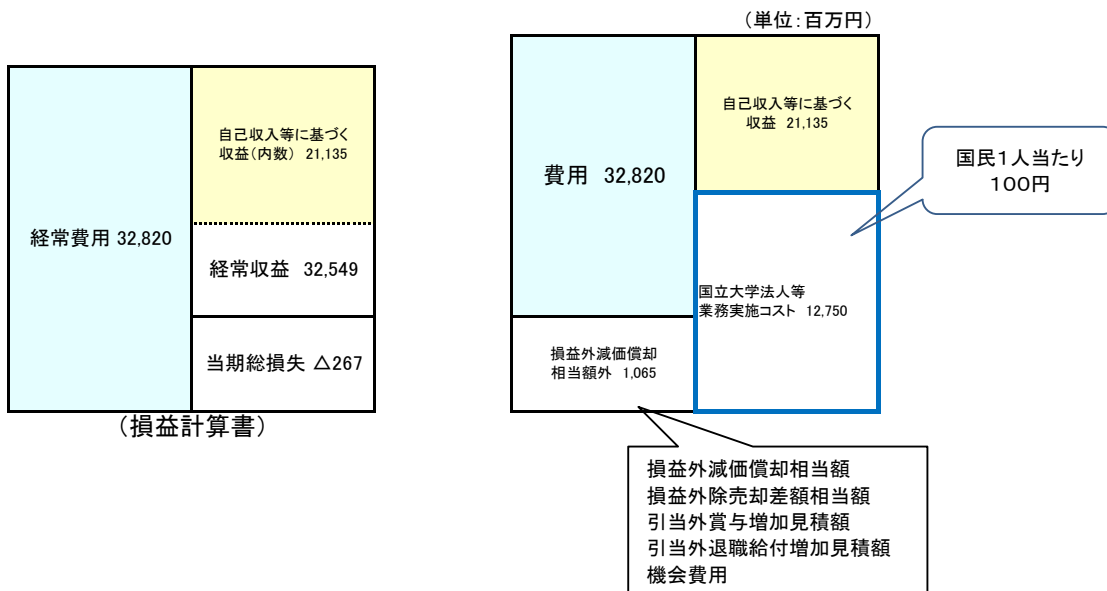 (単位:百万円)
自己収入等に基づく
収益(内数) 21,135
経常費用 32,820
経常収益 32,549
当期総損失 △267
(損益計算書)
費用 32,820
自己収入等に基づく
収益 21,135
国立大学法人等
業務実施コスト 12,750
損益外減価償却
相当額外 1,065
国民1人当たり
100円
損益外減価償却相当額
損益外除売却差額相当額
引当外賞与増加見積額
引当外退職給付増加見積額
機会費用